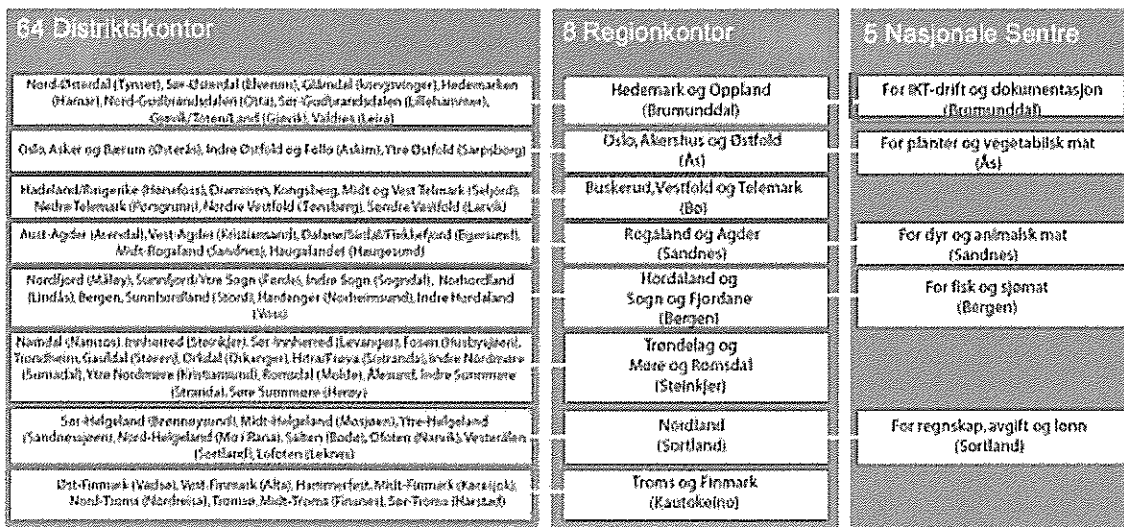 64 Distriktskontor
Nord-Østerdal (Tynset), Sør-Østerdal (Elverum), Glåmdal (Kongsvinger), Hedemarken
(Hamar), Nord-Gudbrandsdalen (Otta), Sør-Gudbrandsdalen (Lillehammer),
Gjøvik/Toten/Land (Gjøvik), Valdres (Leira)
Oslo, Asker og Bærum (Østerås), Indre Østfold og Follo (Askim), Ytre Østfold (Sarpsborg)
Hadeland/Ringerike (Hønefoss), Drammen, Kongsberg, Midt og Vest Telmark (Seljord),
Nedre Telemark (Porsgrunn), Nordre Vestfold (Tønsberg), Søndre Vestfold (Larvik)
Aust-Agder (Arendal), Vest-Agder (Kristiansand), Dalane/Sirdal/Flekkefjord (Egersund),
Midt-Rogaland (Sandnes), Haugalandet (Haugesund)
Nordfjord (Måløy), Sunnfjord/Ytre Sogn (Førde), Indre Sogn (Sogndal), Norhordland
(Lindås), Bergen, Sunnhordland (Stord), Hardanger (Norheimsund), Indre Hordaland
(Voss)
Namdal (Namsos), Innherred (Steinkjer), Sør-Innherred (Levanger), Fosen (Husbysjøen),
Trondheim, Gauldal (Støren), Orkdal (Orkanger), Hitra/Frøya (Sistranda), Indre Nordmøre
(Surnadal), Ytre Nordmøre (Kristiansund), Romsdal (Molde), Ålesund, Indre Sunnmøre
(Stranda), Søre Sunnmøre (Herøy)
Sør-Helgeland (Brønnøysund), Midt-Helgeland (Mosjøen), Ytre-Helgeland
(Sandnessjøen), Nord-Helgeland (Mo i Rana), Salten (Bodø), Ofoten (Narvik), Vesterålen
(Sortland), Lofoten (Leknes)
Øst-Finmark (Vadsø), Vest-Finmark (Alta), Hammerfest, Midt-Finmark (Karasjok),
Nord-Troms (Nordreisa), Tromsø, Midt-Troms (Finsnes), Sør-Troms (Harstad)
8 Regionkontor
Hedemark og Oppland
(Brumunddal)
Oslo, Akershus og Østfold
(Ås)
Buskerud, Vestfold og Telemark
(Bø)
Rogaland og Agder
(Sandnes)
Hordaland og
Sogn og Fjordane
(Bergen)
Trøndelag og
Møre og Romsdal
(Steinkjer)
Nordland
(Sortland)
Troms og Finmark
(Kautokeino)
5 Nasjonale Sentre
For IKT-drift og dokumentasjon
(Brumunddal)
For planter og vegetabilsk mat
(Ås)
For dyr og animalsk mat
(Sandnes)
For fisk og sjømat
(Bergen)
For regnskap, avgift og lønn
(Sortland)